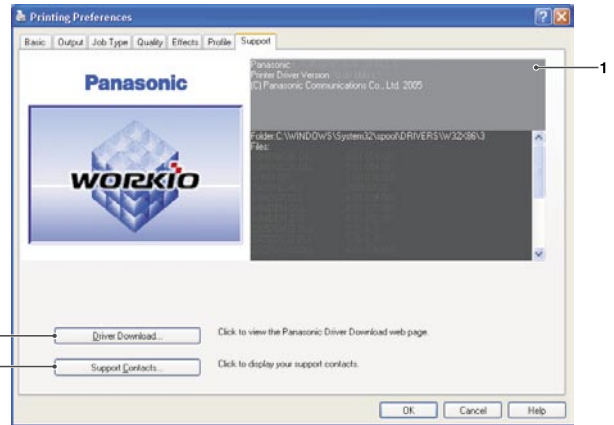 Printing Preferences
Basic Output Job Type Quality Effects Profile Support
Panasonic
WORKIO
Panasonic
Printer Driver Version
(C) Panasonic Communications Co., Ltd. 2005
1
Folder:C:\WINDOWS\System32\spool\DRIVERS\W32X86\3
Files:
Driver Download... Click to view the Panasonic Driver Download web page.
Support Contacts... Click to display your support contacts.
OK Cancel Help